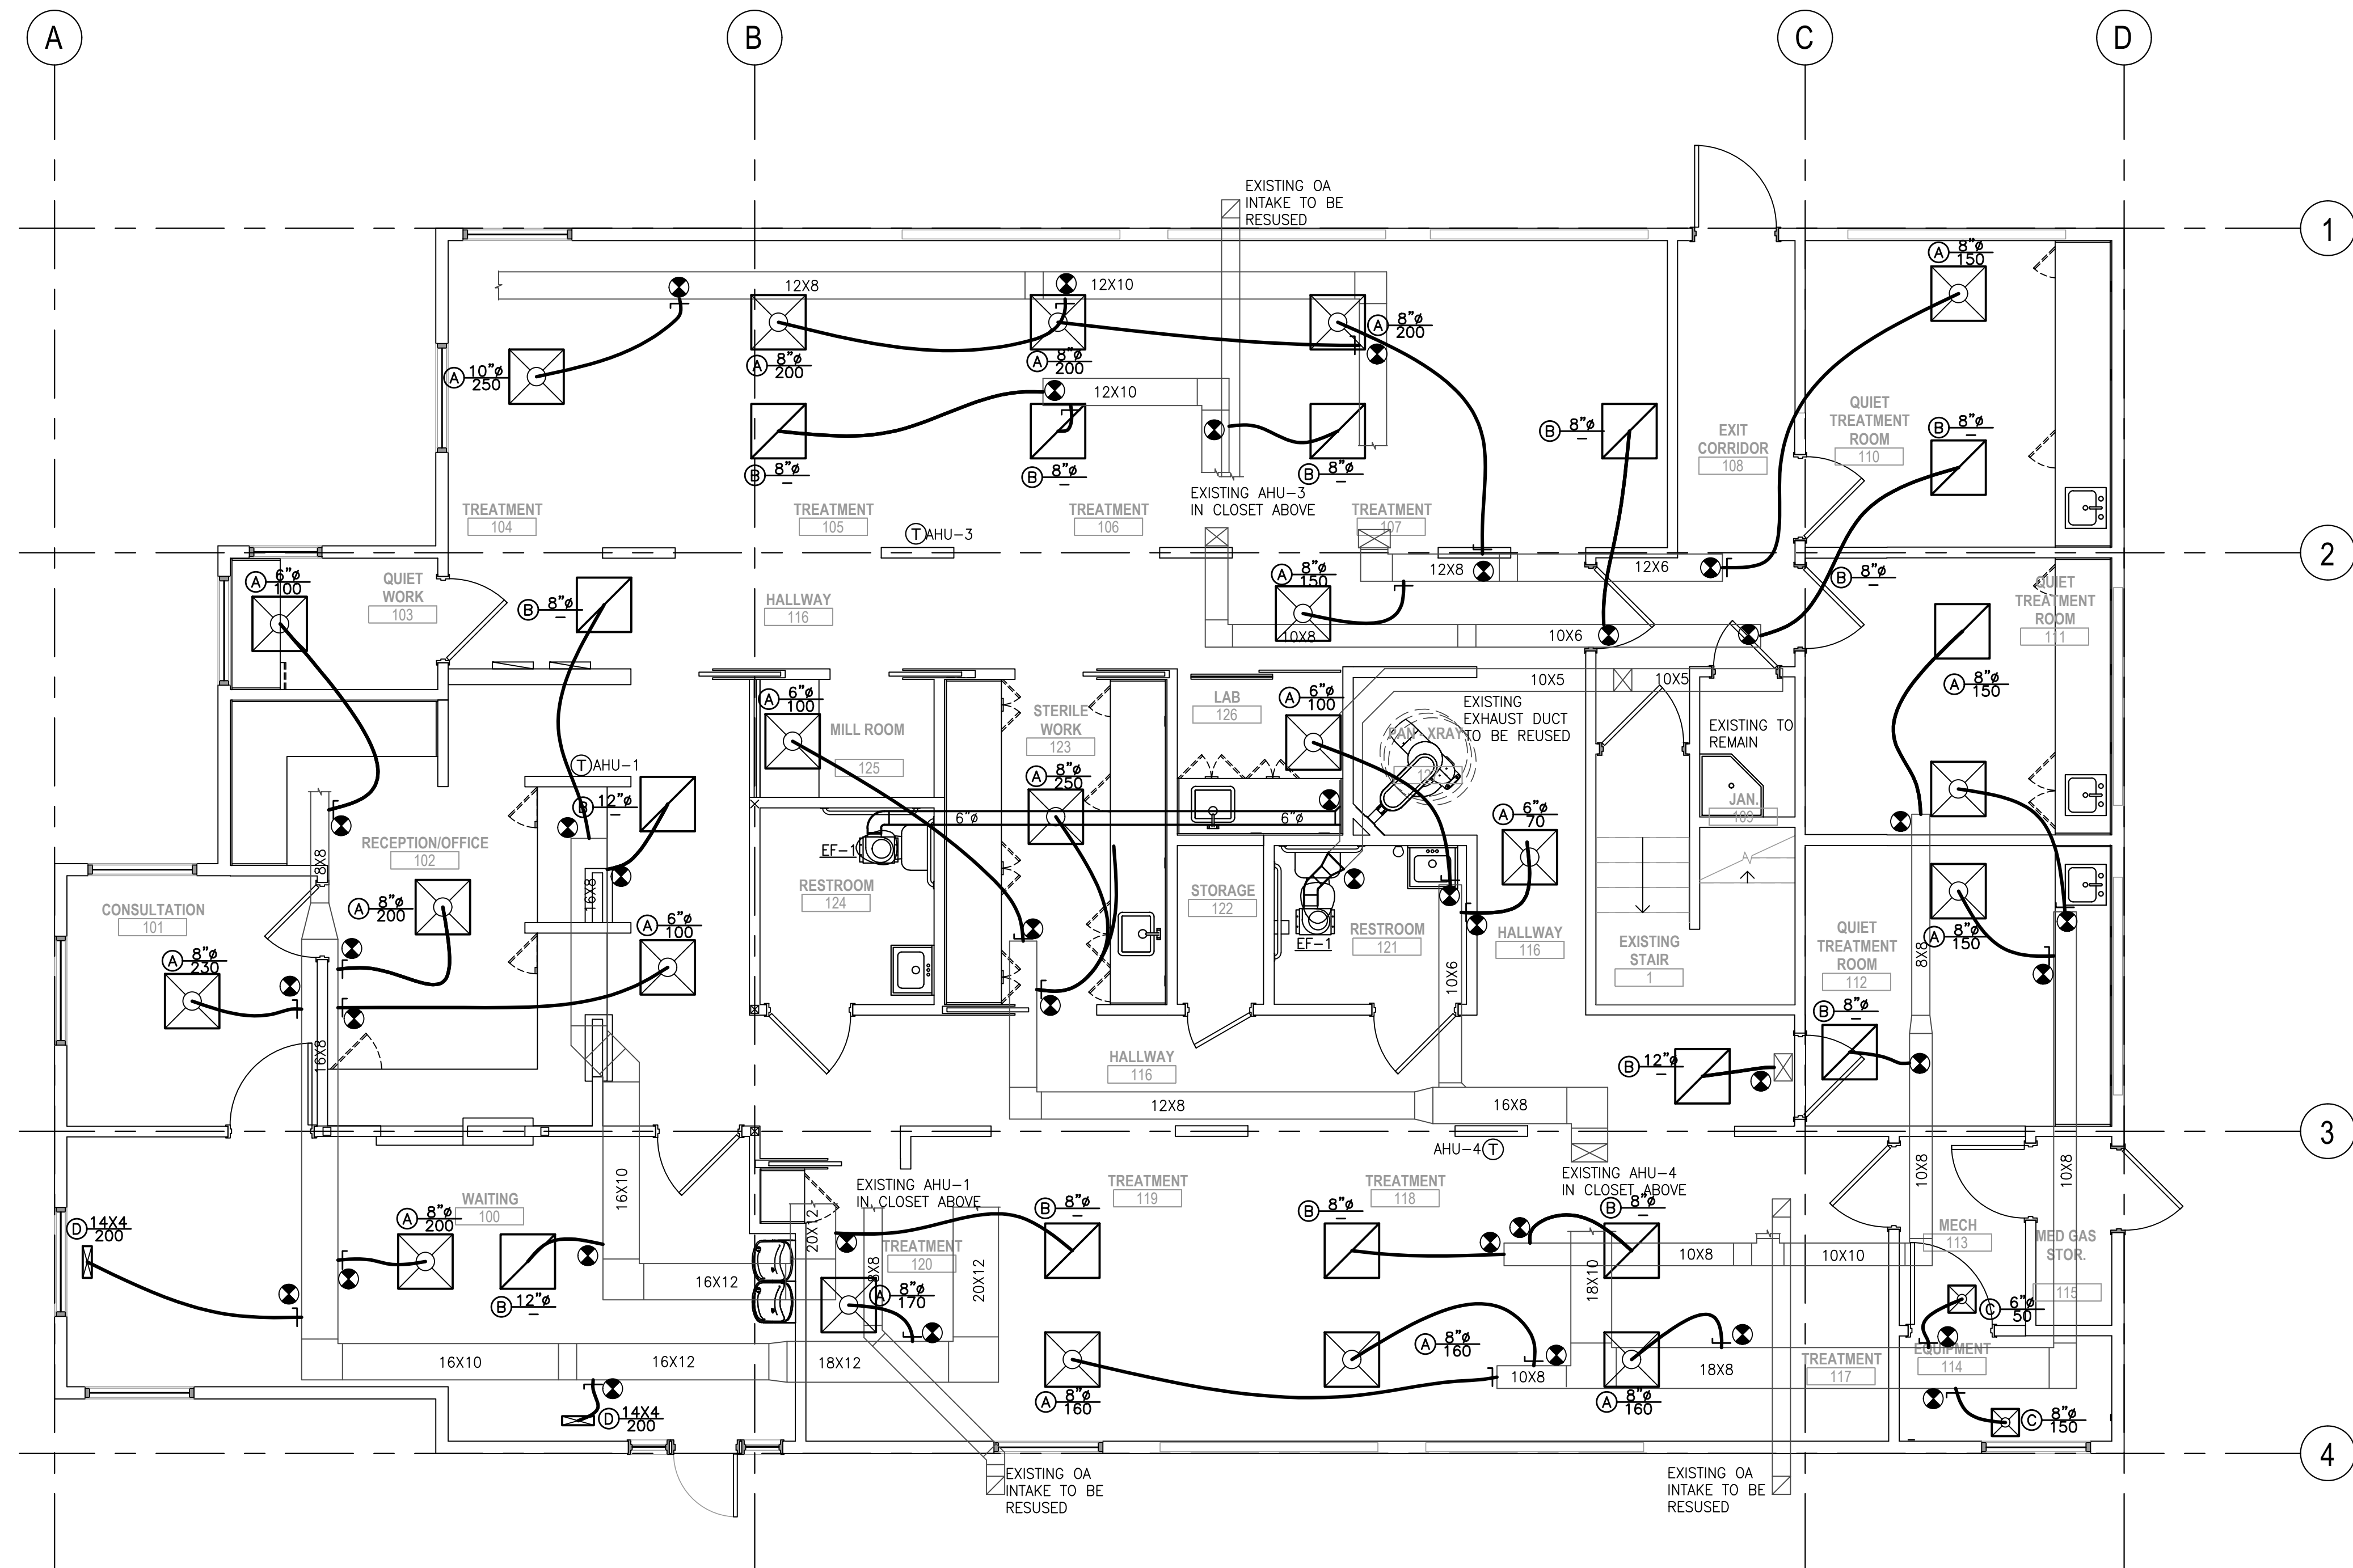 A
B
C
D
1
2
3
4
EXISTING OA
INTAKE TO BE
RESUSED
12X8
12X10
A
8"ø
150
A
10"ø
250
A
8"ø
200
A
8"ø
200
A
8"ø
200
12X10
B
8"ø
–
B
8"ø
–
B
8"ø
–
B
8"ø
–
B
8"ø
–
QUIET
TREATMENT
ROOM
110
EXIT
CORRIDOR
108
EXISTING AHU-3
IN CLOSET ABOVE
TREATMENT
104
TREATMENT
105
TREATMENT
106
TREATMENT
107
T
AHU-3
A
6"ø
100
QUIET
WORK
103
B
8"ø
–
HALLWAY
116
A
8"ø
150
12X8
12X6
10X8
10X6
B
8"ø
–
QUIET
TREATMENT
ROOM
111
A
8"ø
150
A
6"ø
100
MILL ROOM
125
STERILE
WORK
123
LAB
126
A
6"ø
100
10X5
10X5
EXISTING
EXHAUST DUCT
TO BE REUSED
PAN-XRAY
EXISTING TO
REMAIN
JAN.
109
T
AHU-1
B
12"ø
–
A
8"ø
250
6"ø
6"ø
EF-1
A
6"ø
70
RECEPTION/OFFICE
102
8X8
16X8
A
8"ø
200
CONSULTATION
101
A
8"ø
230
A
6"ø
100
RESTROOM
124
STORAGE
122
RESTROOM
121
EF-1
HALLWAY
116
EXISTING
STAIR
1
10X6
QUIET
TREATMENT
ROOM
112
A
8"ø
150
8X8
B
8"ø
–
B
12"ø
–
16X8
HALLWAY
116
12X8
16X8
AHU-4
T
EXISTING AHU-4
IN CLOSET ABOVE
EXISTING AHU-1
IN CLOSET ABOVE
TREATMENT
119
TREATMENT
118
10X8
10X8
16X10
WAITING
100
D
14X4
200
A
8"ø
200
B
12"ø
–
20X12
TREATMENT
120
8X8
20X12
B
8"ø
–
B
8"ø
–
B
8"ø
–
MECH
113
MED GAS
STOR.
115
16X12
A
8"ø
170
18X10
10X8
10X10
C
6"ø
50
16X10
16X12
18X12
A
8"ø
160
A
8"ø
160
10X8
A
8"ø
160
18X8
TREATMENT
117
EQUIPMENT
114
D
14X4
200
C
8"ø
150
EXISTING OA
INTAKE TO BE
RESUSED
EXISTING OA
INTAKE TO BE
RESUSED